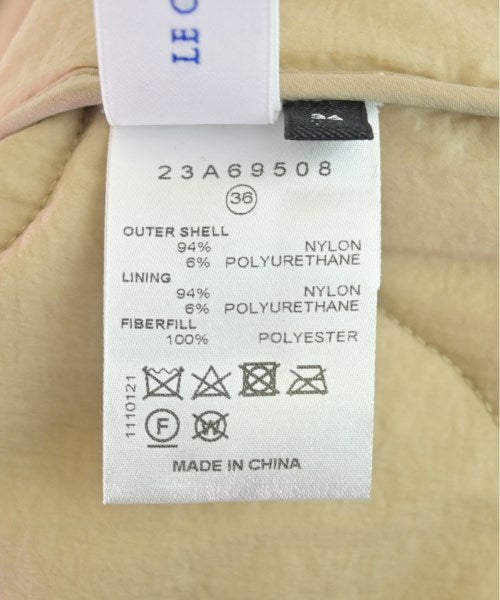 LE C
34
23A69508
36
OUTER SHELL
94% NYLON
6% POLYURETHANE
LINING
94% NYLON
6% POLYURETHANE
FIBERFILL
100% POLYESTER
1110121
F W
MADE IN CHINA